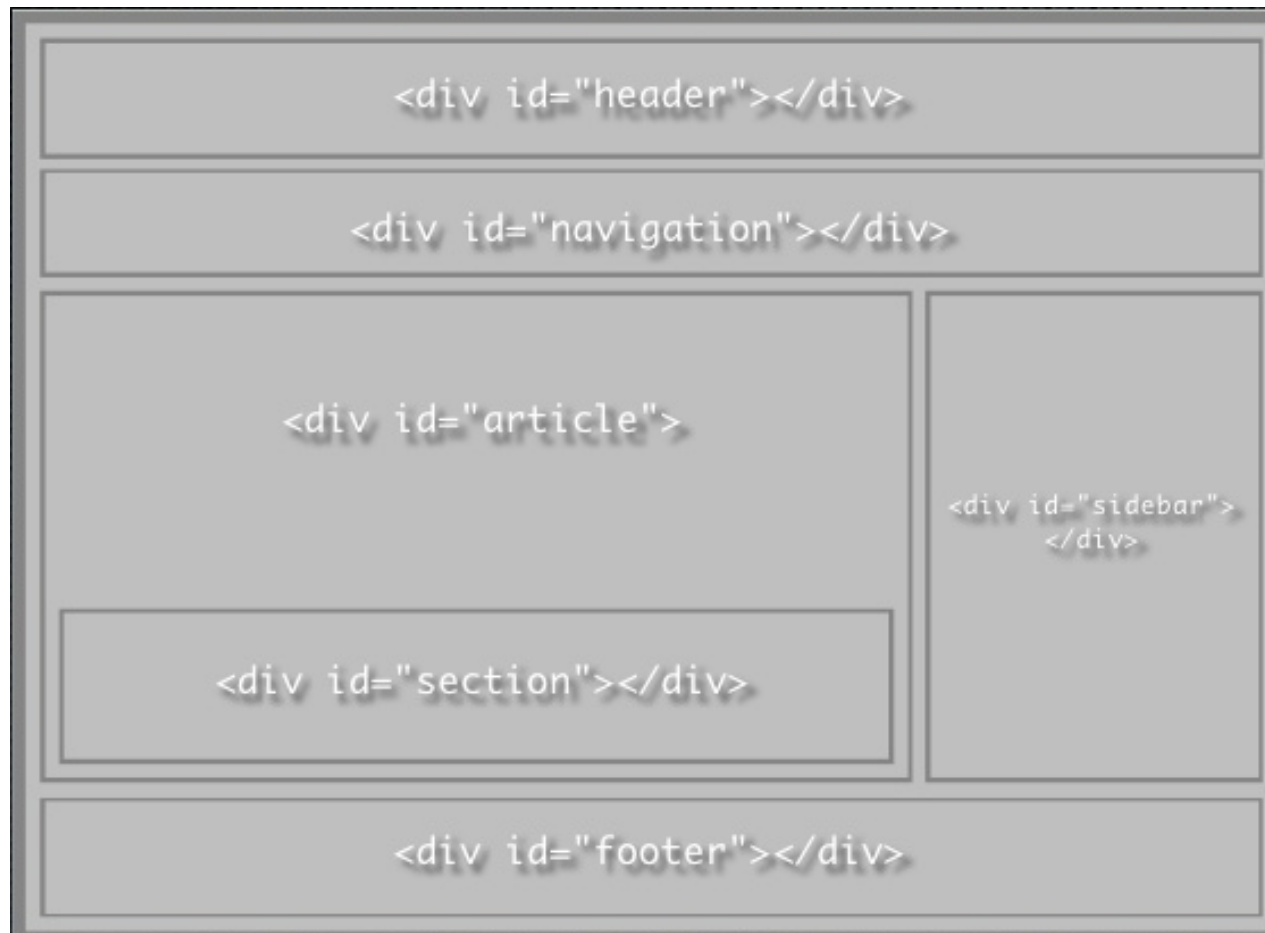 <div id="header"></div>
<div id="navigation"></div>
<div id="article">
<div id="section"></div>
<div id="sidebar">
</div>
<div id="footer"></div>